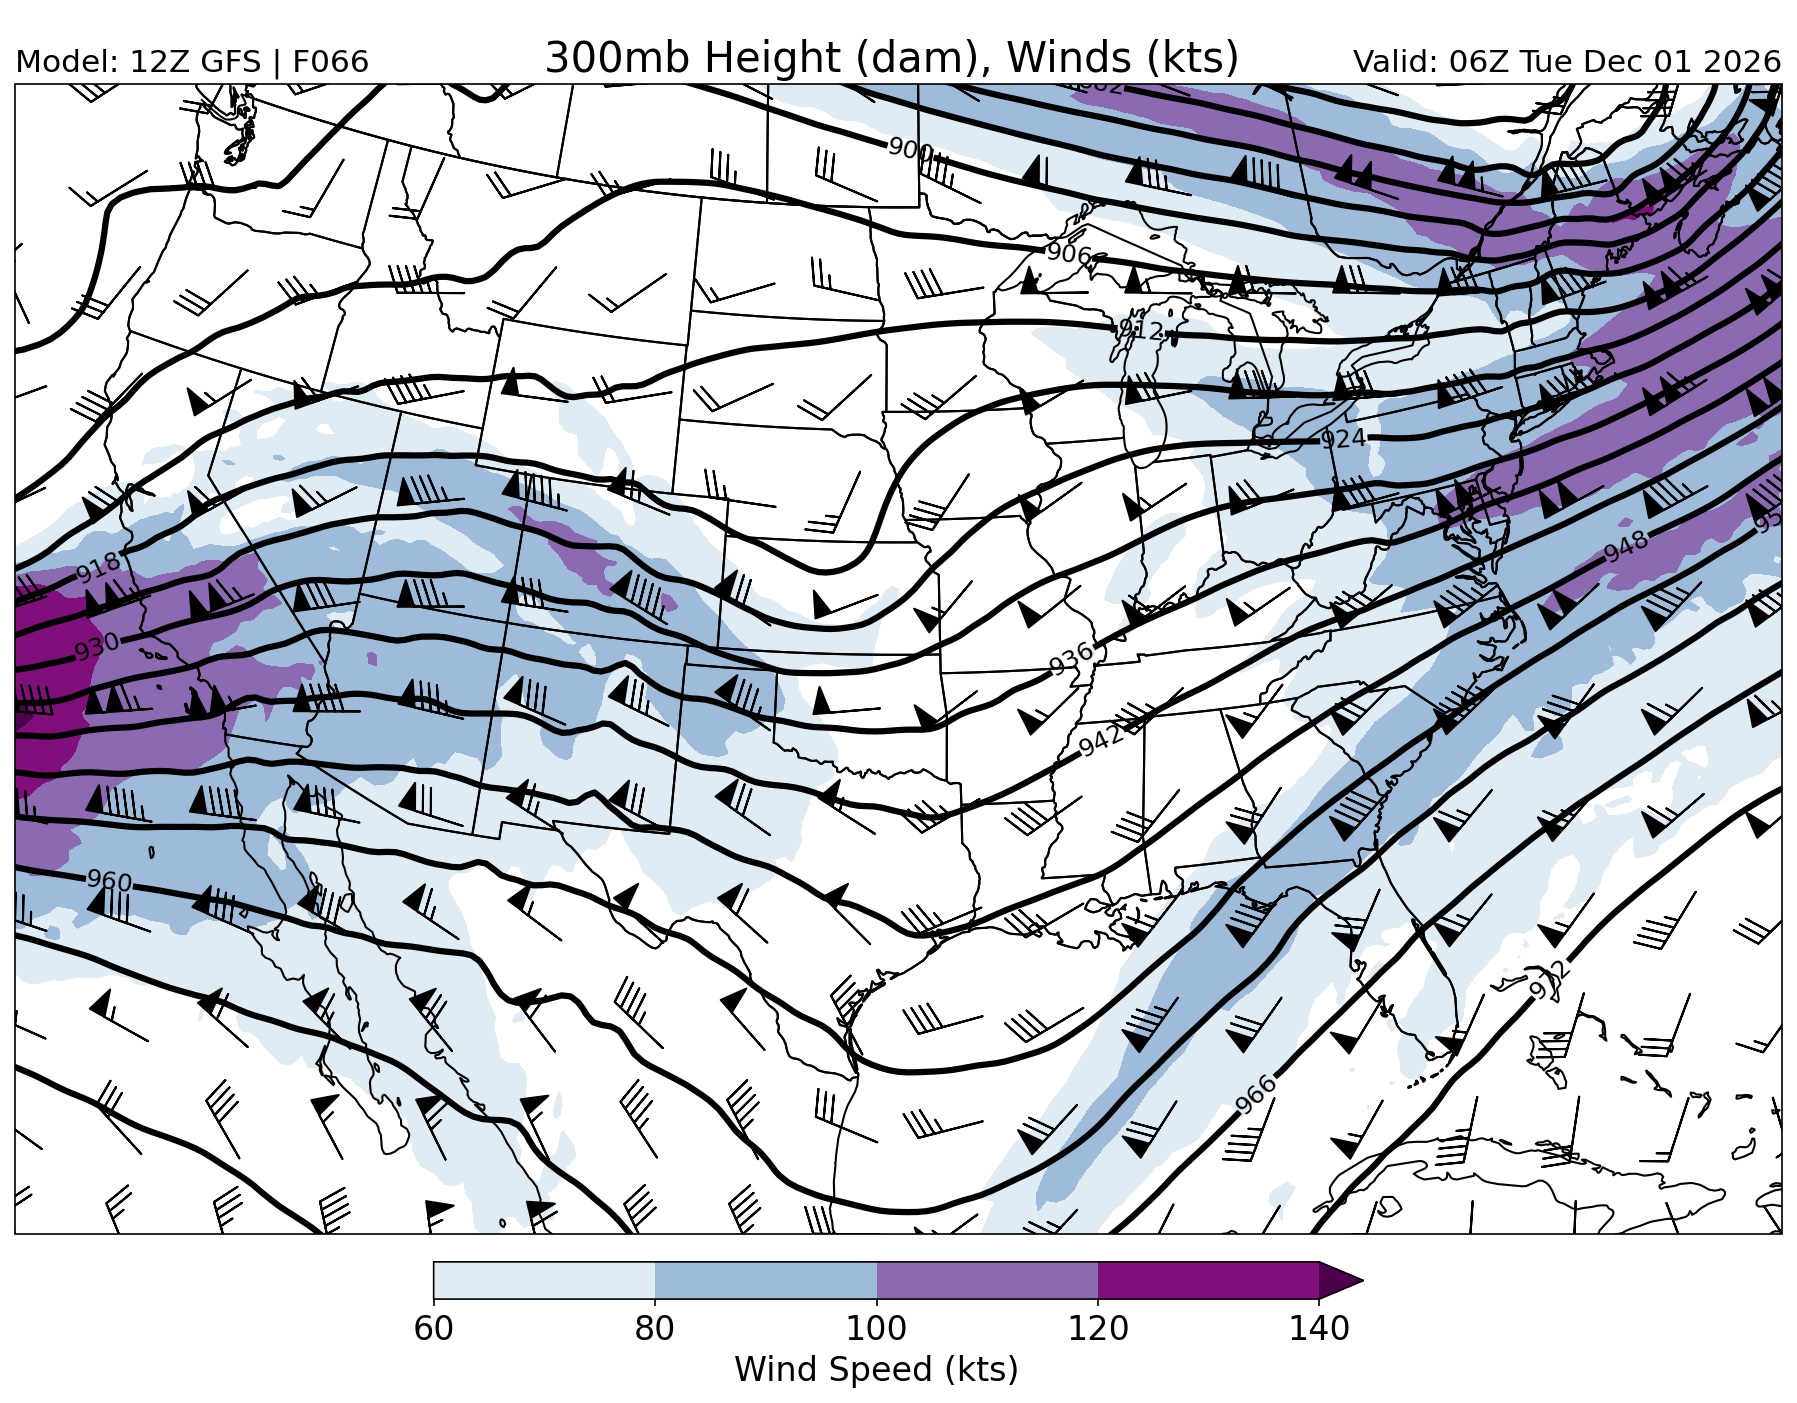 Model: 12Z GFS | F066
300mb Height (dam), Winds (kts)
Valid: 06Z Tue Dec 01 2026
900
906
912
924
918
930
936
942
948
960
966
972
60 80 100 120 140
Wind Speed (kts)